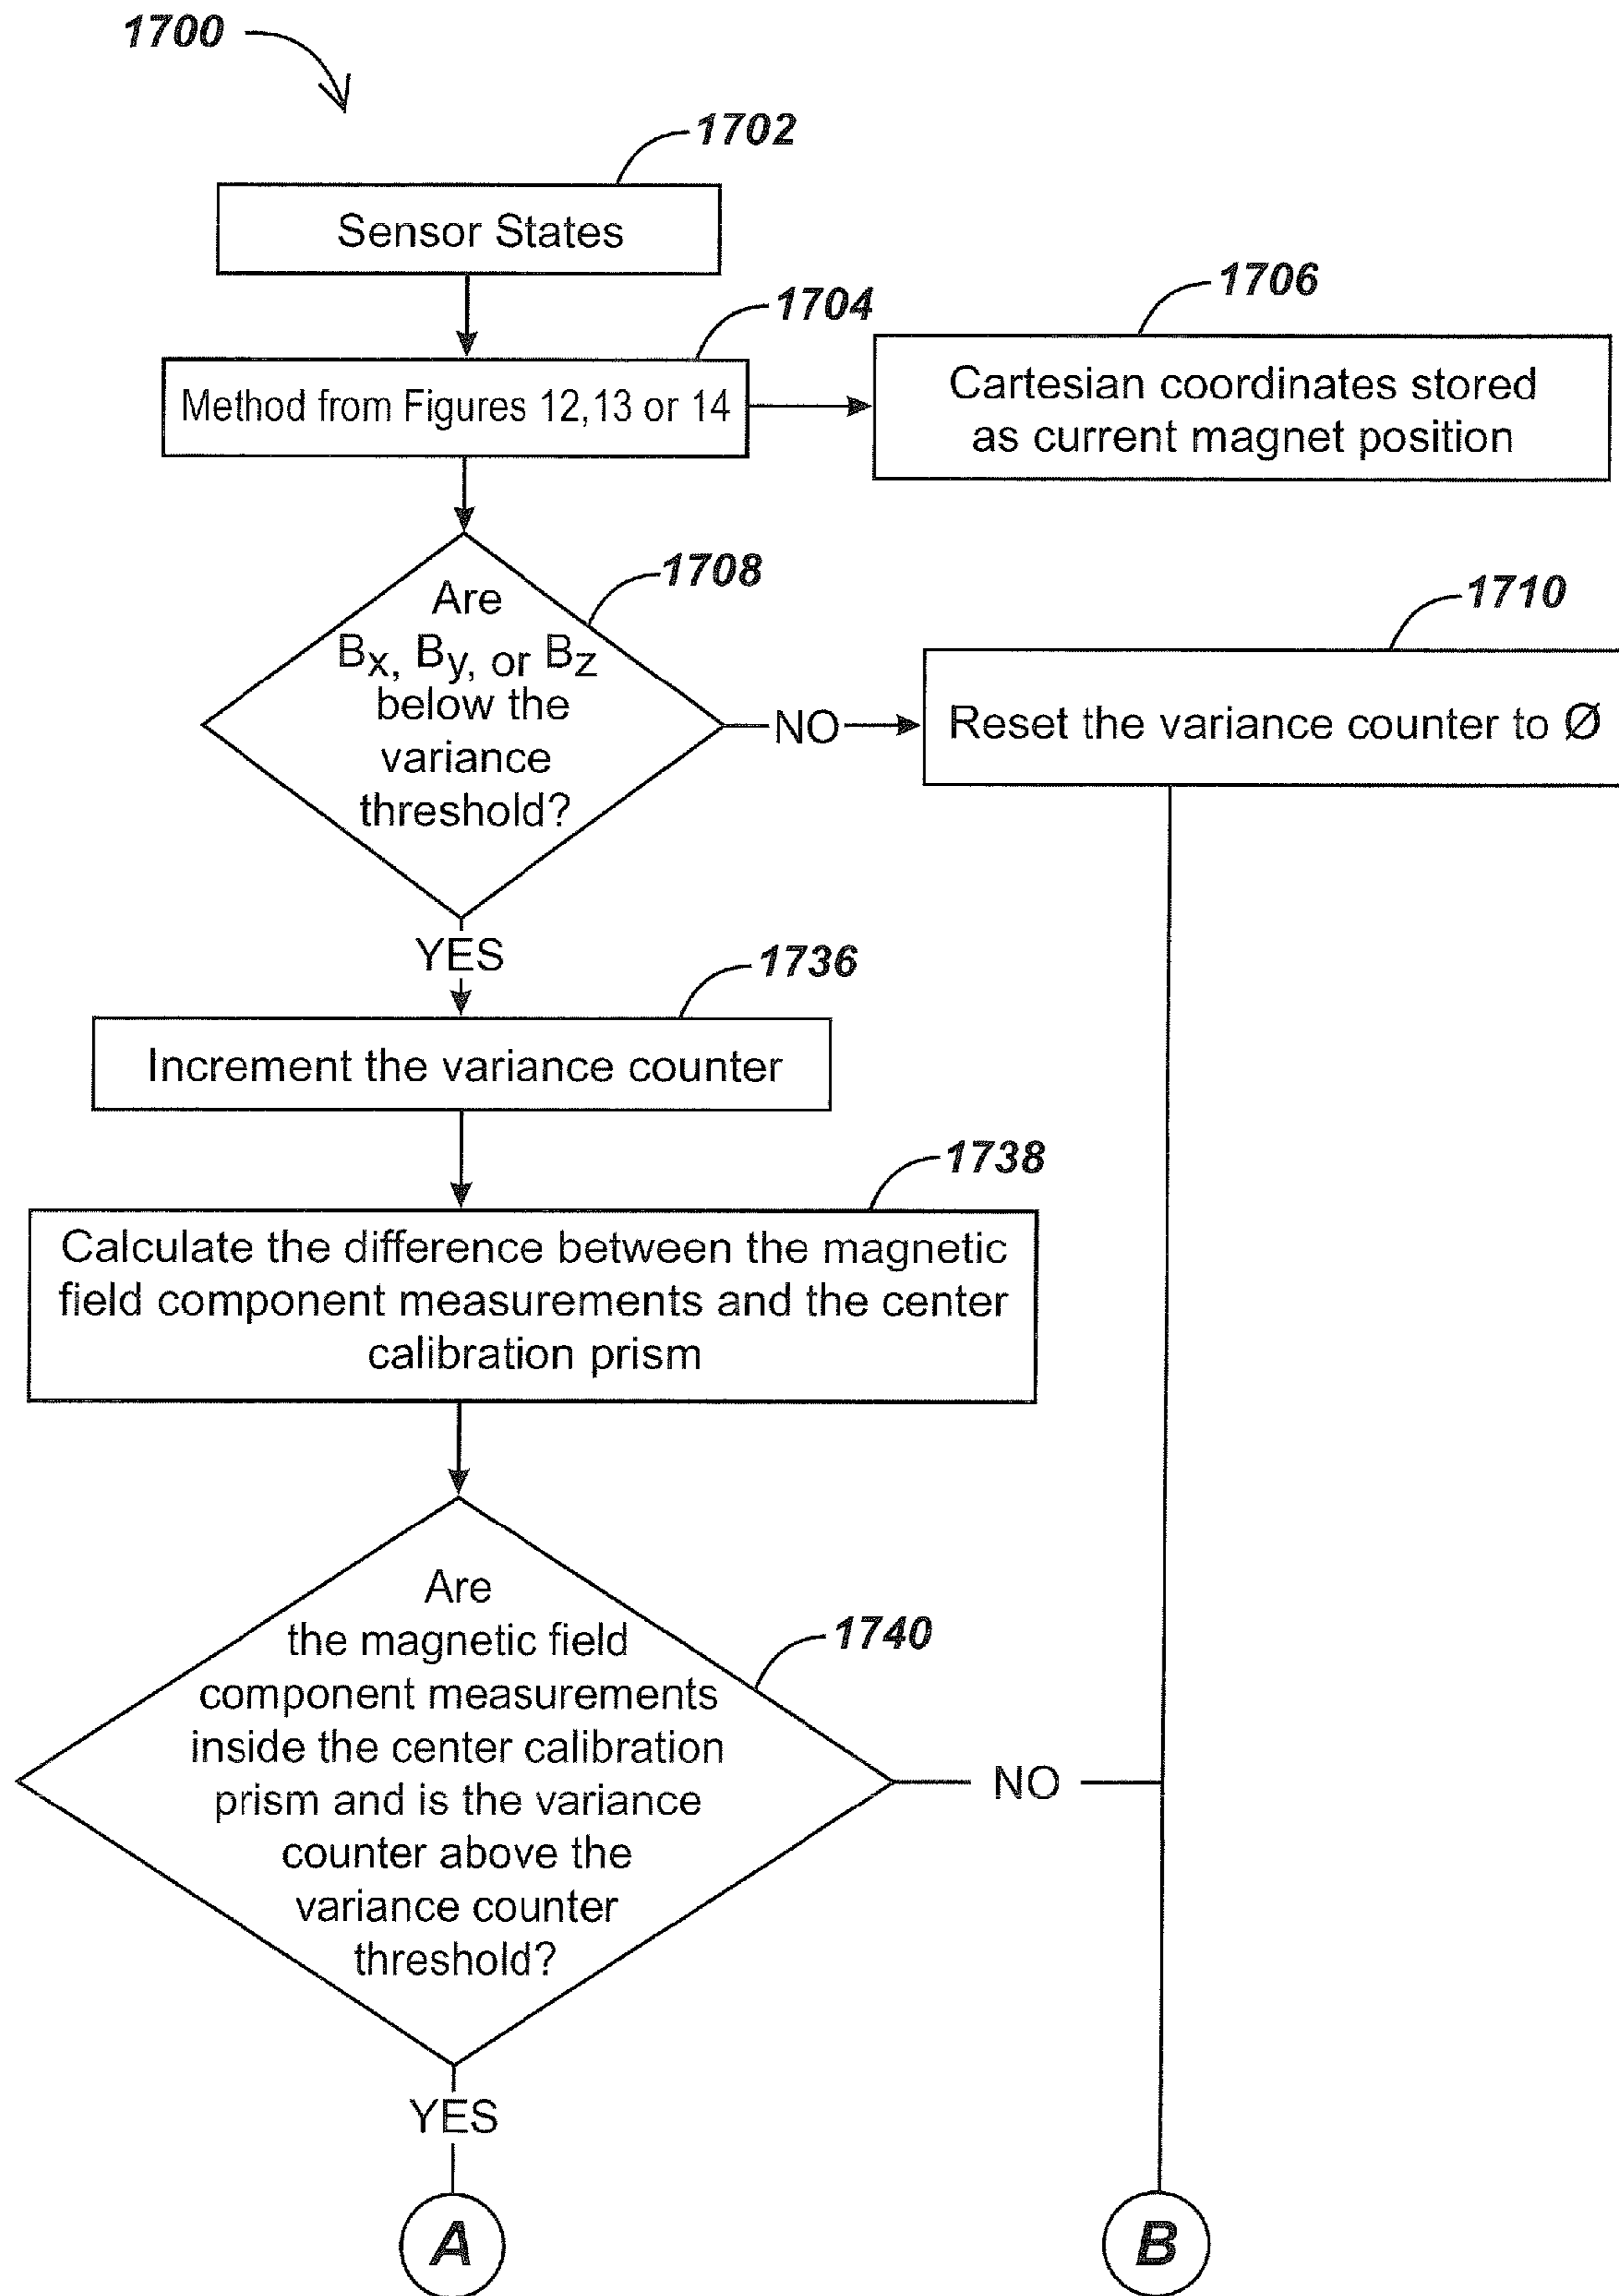 1700
1702
Sensor States
1704
Method from Figures 12,13 or 14
1706
Cartesian coordinates stored
as current magnet position
1708
Are
Bx, By, or Bz
below the
variance
threshold?
NO
1710
Reset the variance counter to Ø
YES
1736
Increment the variance counter
1738
Calculate the difference between the magnetic
field component measurements and the center
calibration prism
1740
Are
the magnetic field
component measurements
inside the center calibration
prism and is the variance
counter above the
variance counter
threshold?
NO
YES
A
B